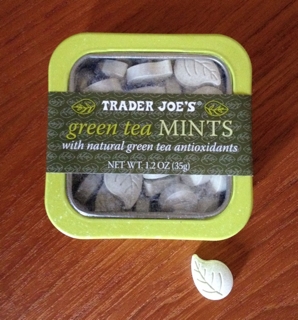 TRADER JOE'S®
green tea MINTS
with natural green tea antioxidants
NET WT. 1.2 OZ (35g)